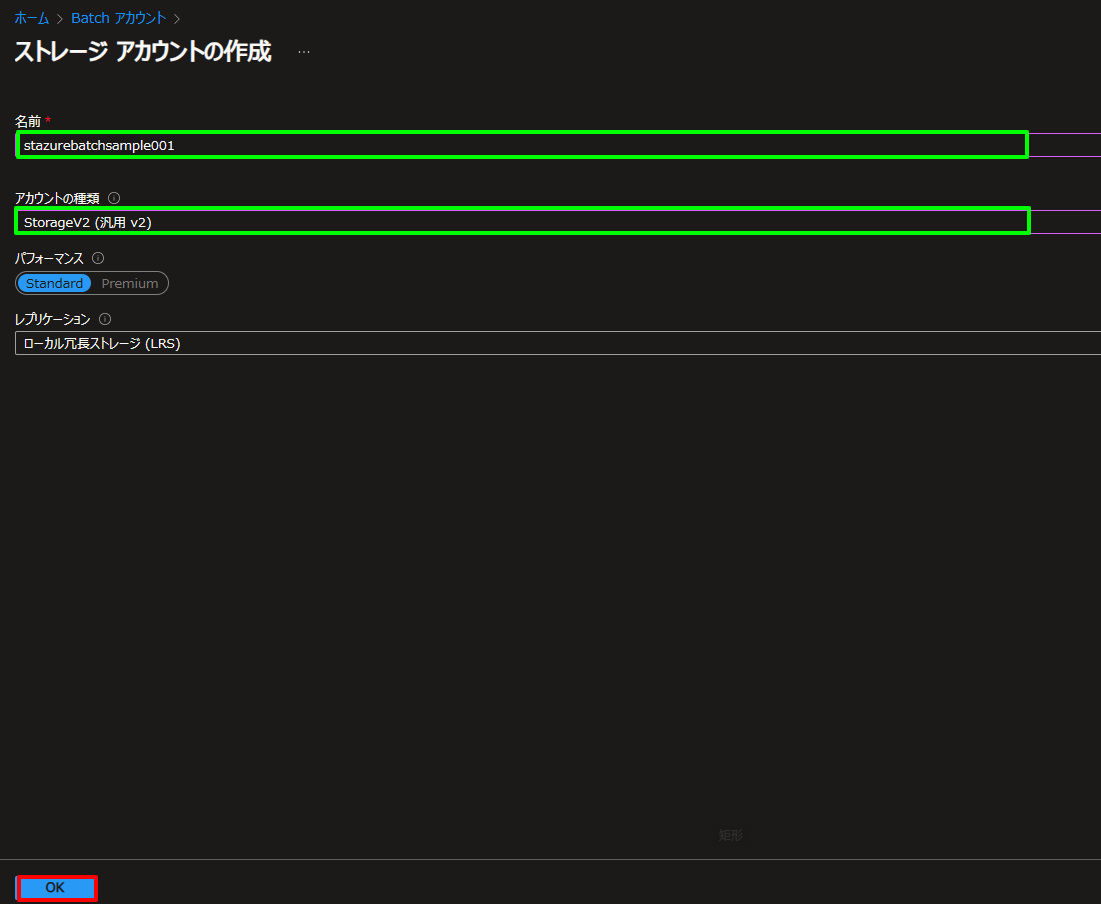 ホーム > Batch アカウント >
ストレージ アカウントの作成 ...
名前 *
stazurebatchsample001
アカウントの種類
StorageV2 (汎用 v2)
パフォーマンス
Standard Premium
レプリケーション
ローカル冗長ストレージ (LRS)
矩形
OK